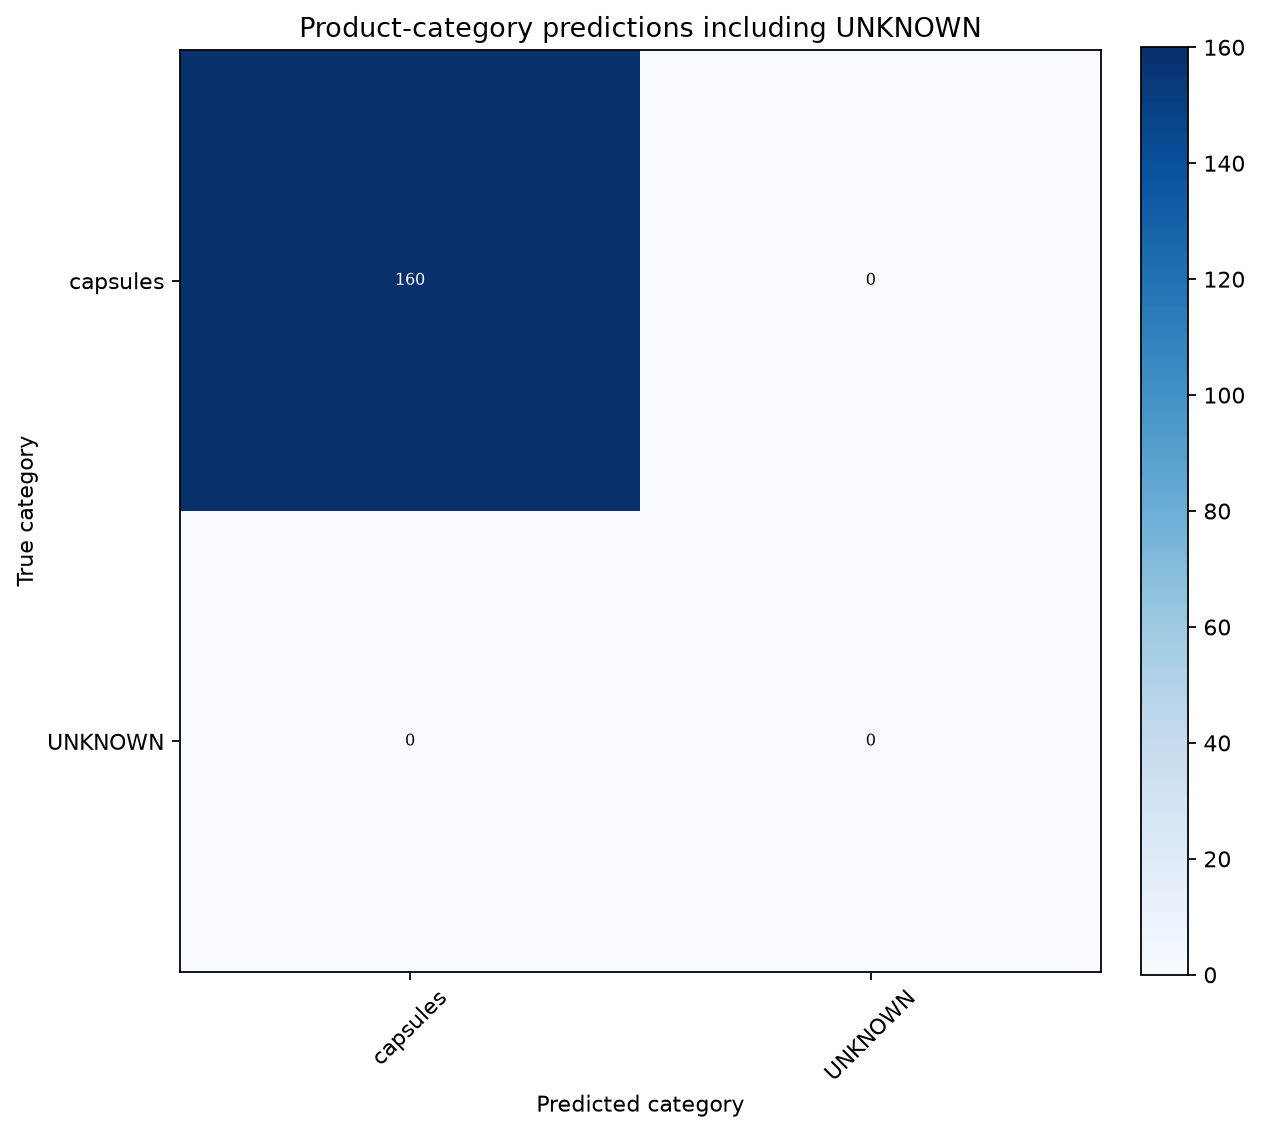 Product-category predictions including UNKNOWN
160
140
120
100
80
60
40
20
0
True category
capsules
UNKNOWN
160
0
0
0
capsules
UNKNOWN
Predicted category